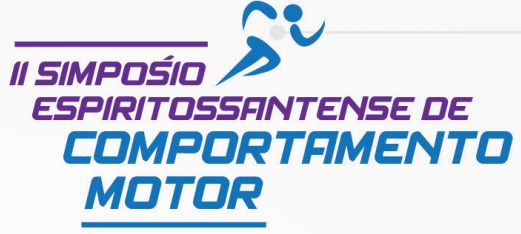 II SIMPOSÍO
ESPIRITOSSANTENSE DE
COMPORTAMENTO
MOTOR